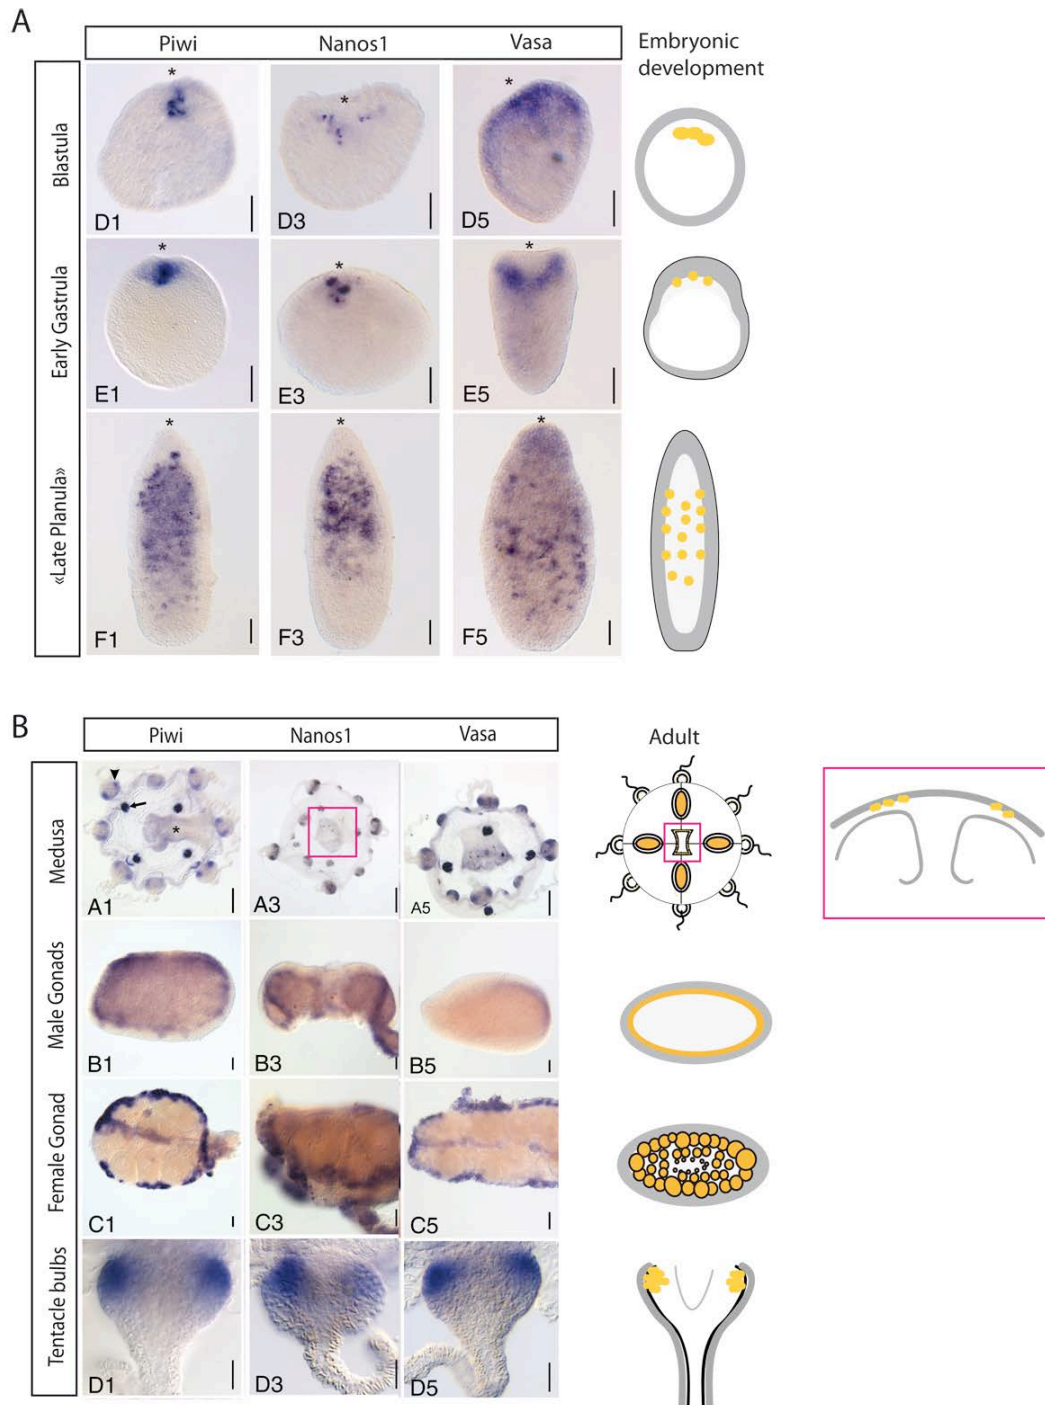 A
Piwi Nanos1 Vasa
Embryonic
development
Blastula
* * *
D1 D3 D5
Early Gastrula
* * *
E1 E3 E5
«Late Planula»
* * *
F1 F3 F5
B
Piwi Nanos1 Vasa
Adult
Medusa
*
A1 A3 A5
Male Gonads
B1 B3 B5
Female Gonad
C1 C3 C5
Tentacle bulbs
D1 D3 D5